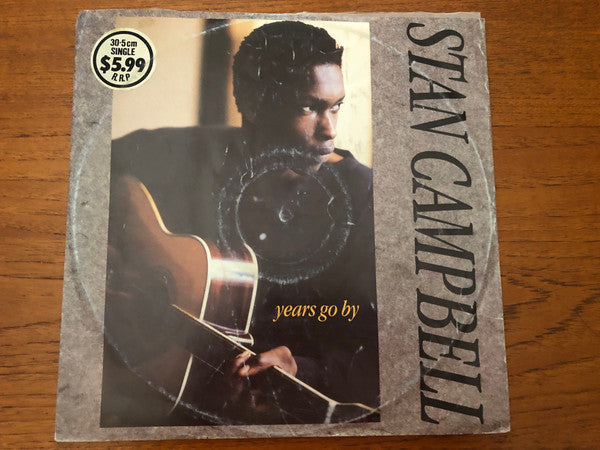 30·5cm
SINGLE
$5.99
R.R.P
STAN CAMPBELL
years go by